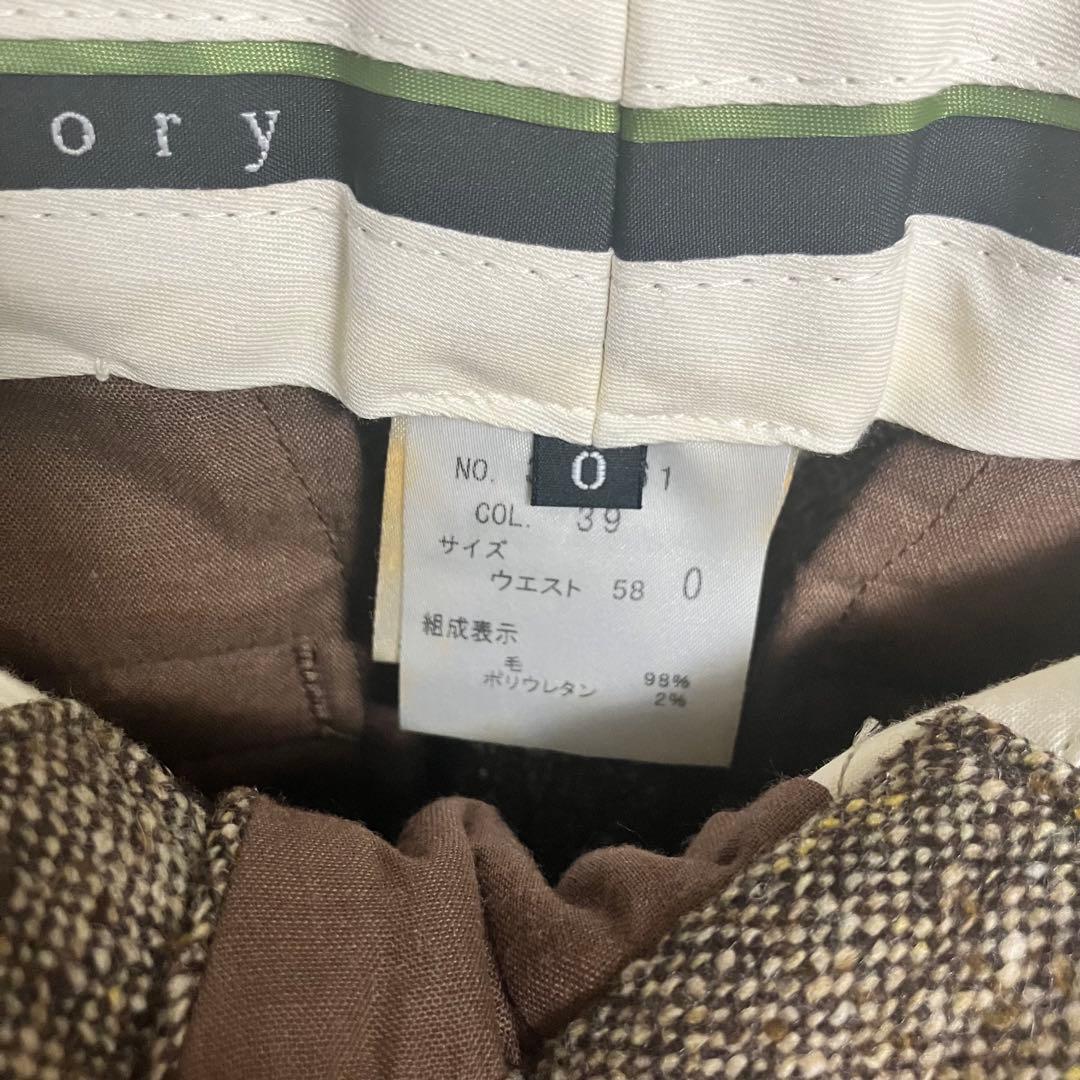 ory
0
NO. 1
COL. 39
サイズ
ウエスト 58 0
組成表示
毛 98%
ポリウレタン 2%